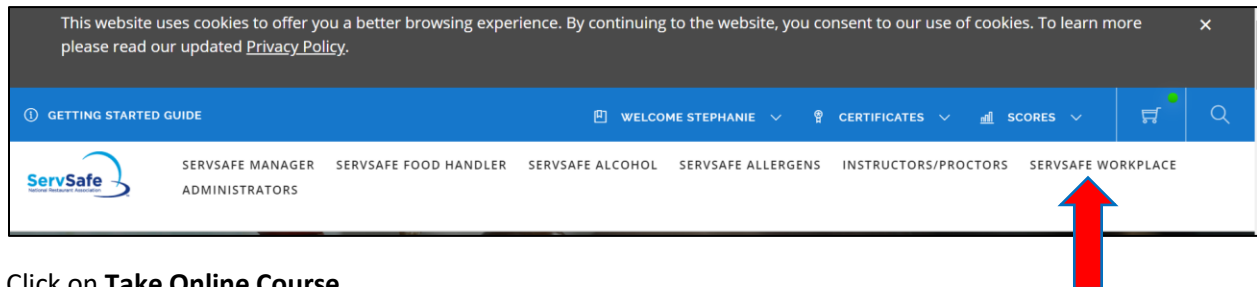 This website uses cookies to offer you a better browsing experience. By continuing to the website, you consent to our use of cookies. To learn more
please read our updated Privacy Policy.
GETTING STARTED GUIDE WELCOME STEPHANIE CERTIFICATES SCORES
ServSafe SERVSAFE MANAGER SERVSAFE FOOD HANDLER SERVSAFE ALCOHOL SERVSAFE ALLERGENS INSTRUCTORS/PROCTORS SERVSAFE WORKPLACE
National Restaurant Association ADMINISTRATORS
Click on Take Online Course